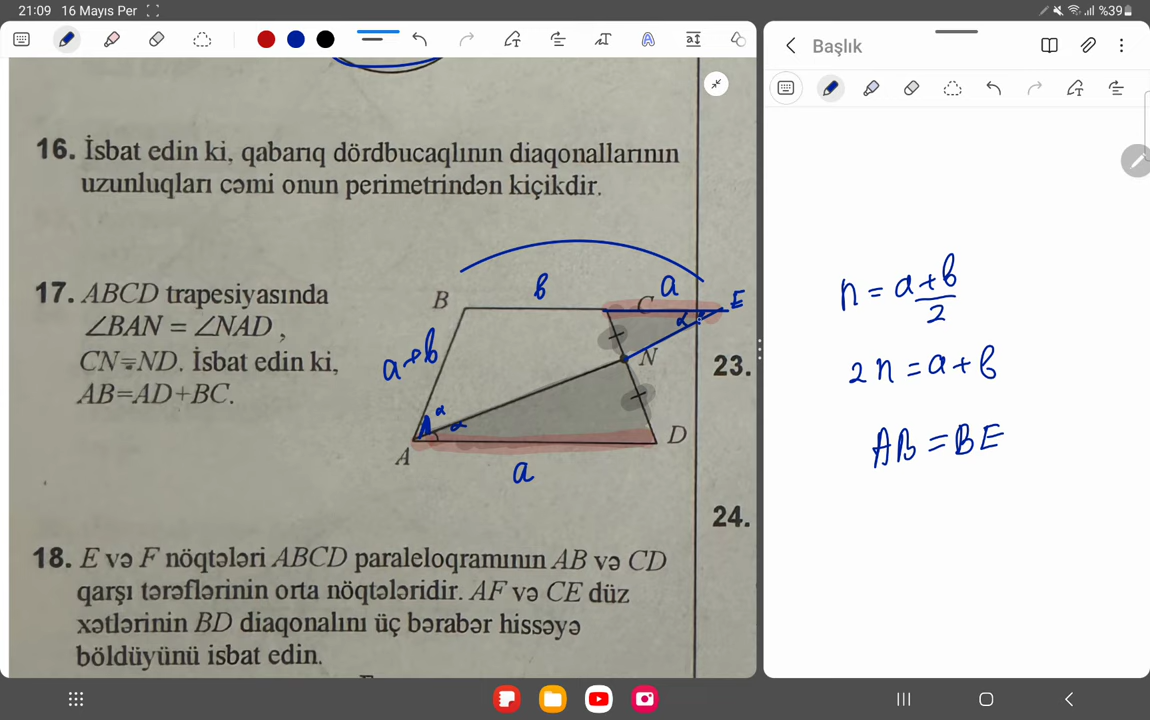 21:09 16 Mayıs Per
%39
Başlık
16. İsbat edin ki, qabarıq dördbucaqlının diaqonallarının
uzunluqları cəmi onun perimetrindən kiçikdir.
17. ABCD trapesiyasında
∠BAN = ∠NAD ,
CN=ND. İsbat edin ki,
AB=AD+BC.
B b C a E
a+b
α
N
A α α
D
A
a
23.
24.
18. E və F nöqtələri ABCD paraleloqramının AB və CD
qarşı tərəflərinin orta nöqtələridir. AF və CE düz
xətlərinin BD diaqonalını üç bərabər hissəyə
böldüyünü isbat edin.
n = a+b
2
2n = a+b
AB = BE